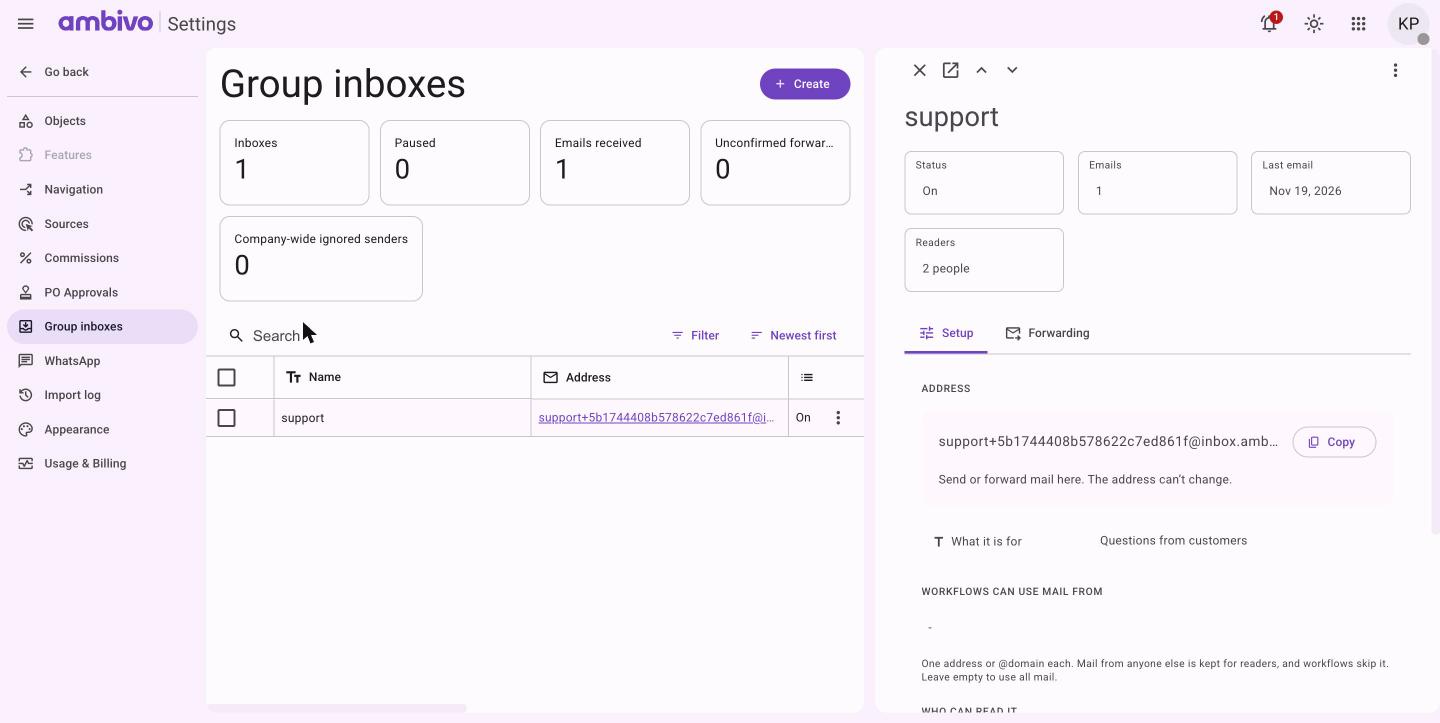 ambivo Settings
1
KP
Go back
Objects
Features
Navigation
Sources
Commissions
PO Approvals
Group inboxes
WhatsApp
Import log
Appearance
Usage & Billing
Group inboxes
+ Create
Inboxes
1
Paused
0
Emails received
1
Unconfirmed forwar...
0
Company-wide ignored senders
0
Search
Filter
Newest first
Name
Address
support
support+5b1744408b578622c7ed861f@i...
On
support
Status
On
Emails
1
Last email
Nov 19, 2026
Readers
2 people
Setup
Forwarding
ADDRESS
support+5b1744408b578622c7ed861f@inbox.amb...
Copy
Send or forward mail here. The address can't change.
What it is for
Questions from customers
WORKFLOWS CAN USE MAIL FROM
-
One address or @domain each. Mail from anyone else is kept for readers, and workflows skip it.
Leave empty to use all mail.
WHO CAN READ IT